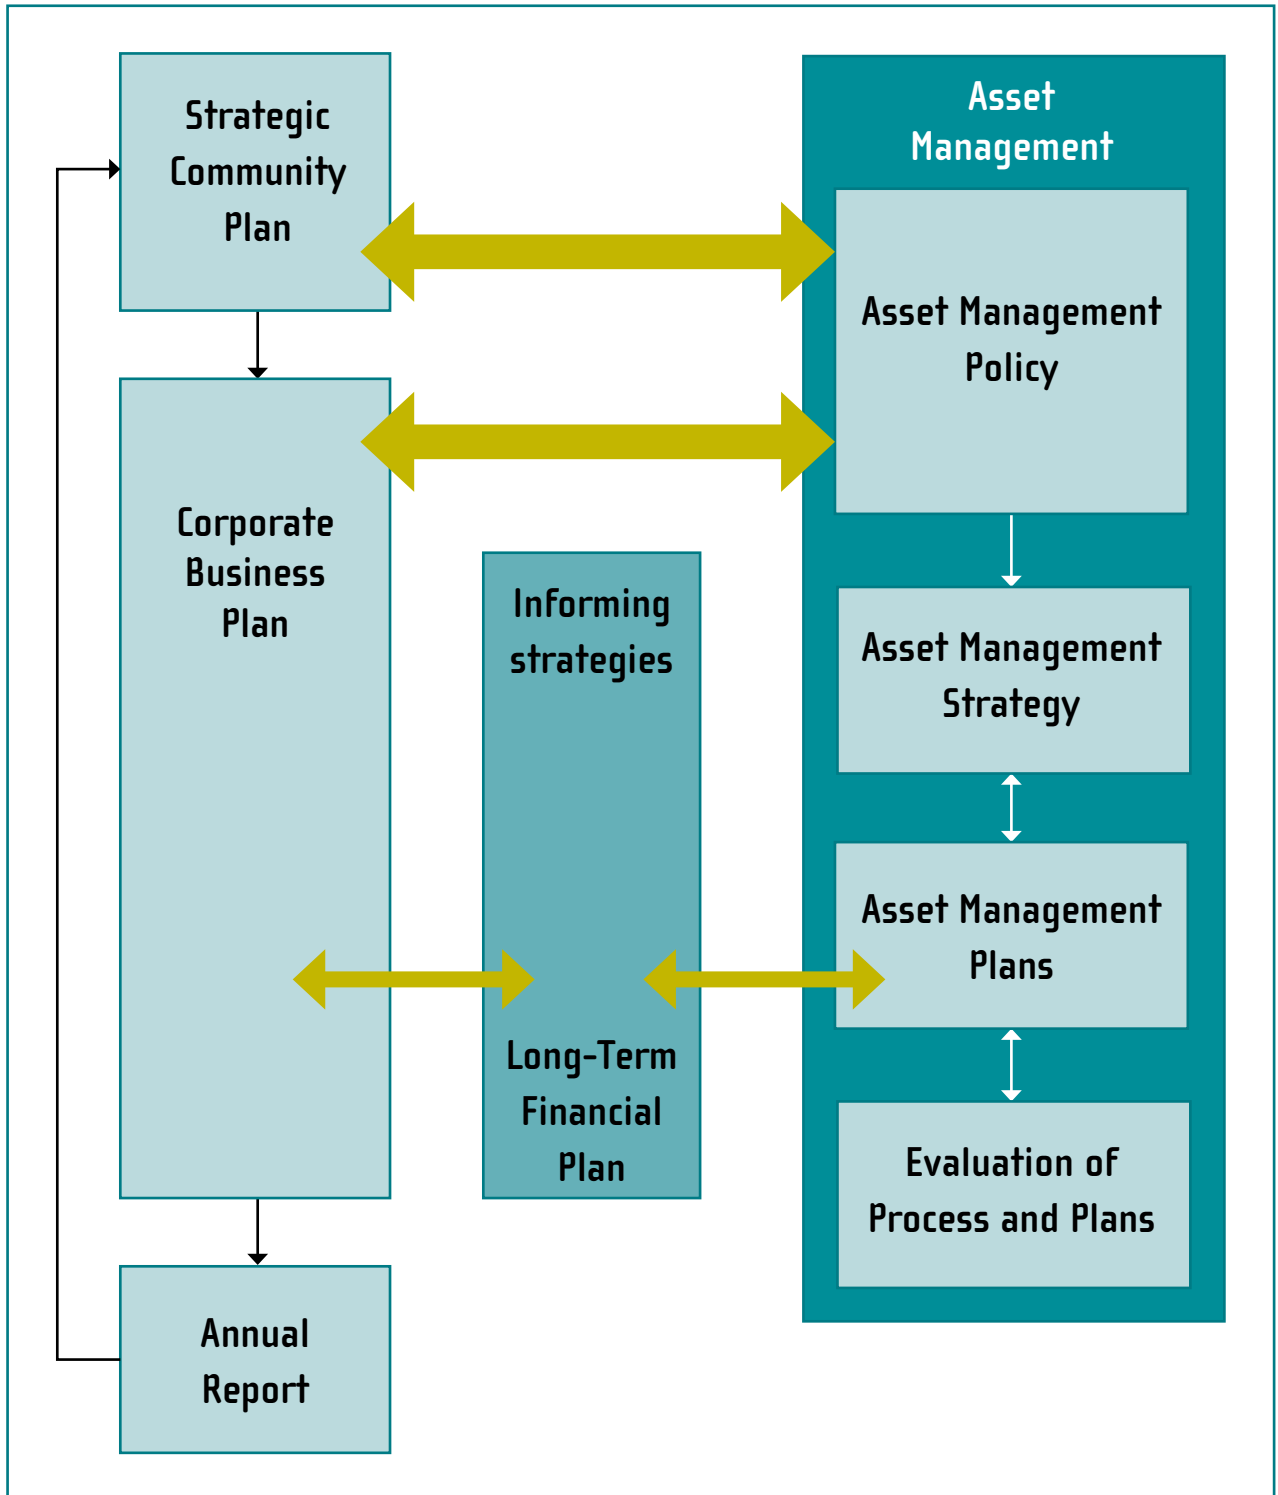 Strategic
Community
Plan
Corporate
Business
Plan
Annual
Report
Informing
strategies
Long-Term
Financial
Plan
Asset
Management
Asset Management
Policy
Asset Management
Strategy
Asset Management
Plans
Evaluation of
Process and Plans